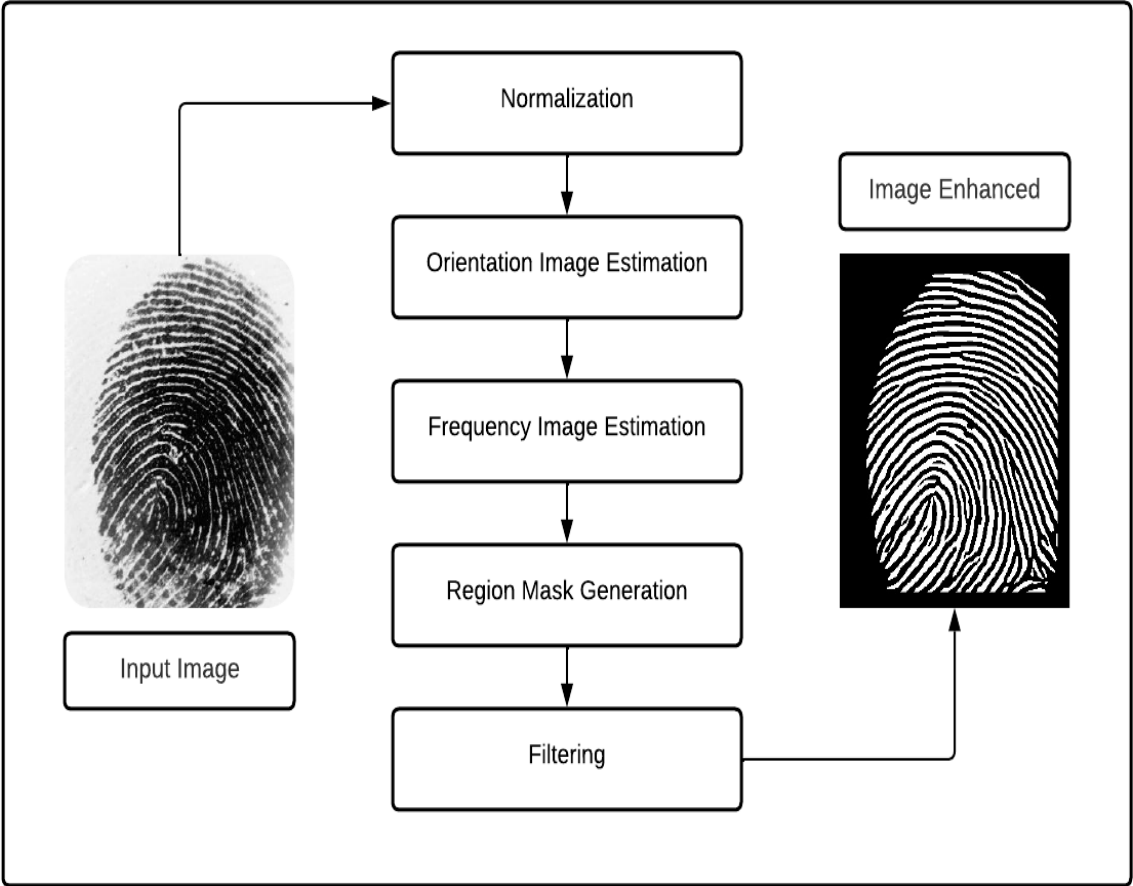 Normalization
Image Enhanced
Orientation Image Estimation
Frequency Image Estimation
Region Mask Generation
Input Image
Filtering